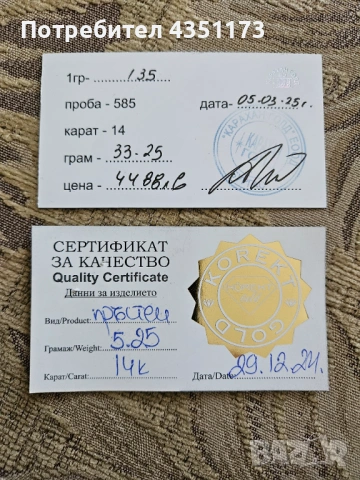 Потребител 4351173
1гр- 135
проба - 585
дата- 05.03.25г.
карат - 14
грам - 33.25
цена - 4488лв
СЕРТИФИКАТ
ЗА КАЧЕСТВО
Quality Certificate
Данни за изделието
Вид/Product: пръстен
Грамаж/Weight: 5.25
Карат/Carat: 14к
Дата/Date: 29.12.24.
KOREKT
GOLD
BAZAR